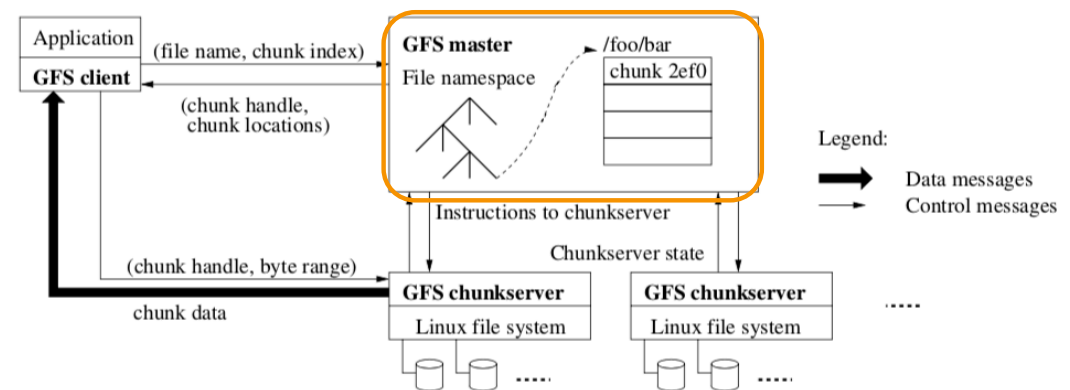 Application
GFS client
(file name, chunk index)
(chunk handle,
chunk locations)
GFS master
File namespace
/foo/bar
chunk 2ef0
Legend:
Data messages
Control messages
Instructions to chunkserver
Chunkserver state
(chunk handle, byte range)
chunk data
GFS chunkserver
Linux file system
GFS chunkserver
Linux file system